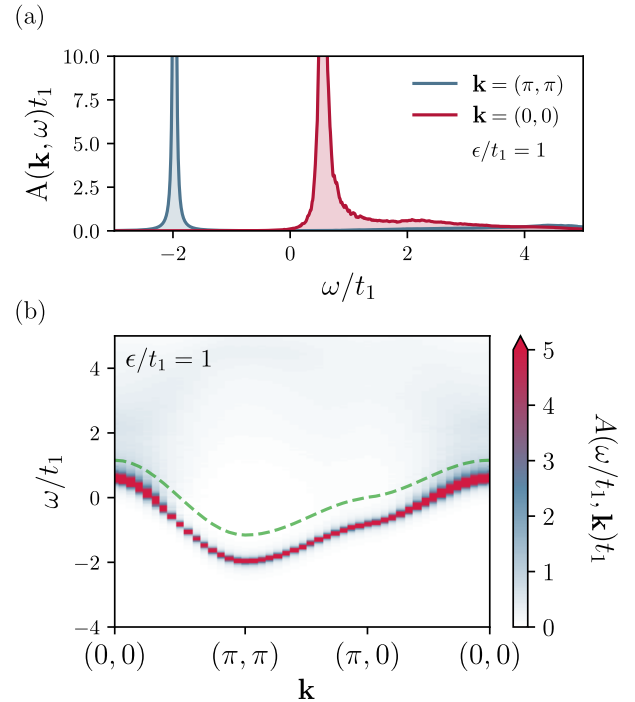 (a)
10.0
7.5
5.0
2.5
0.0
A(k, ω)t₁
k = (π, π)
k = (0, 0)
ϵ/t₁ = 1
−2
0
2
4
ω/t₁
(b)
ϵ/t₁ = 1
4
2
0
−2
−4
ω/t₁
(0, 0)
(π, π)
(π, 0)
(0, 0)
k
5
4
3
2
1
0
A(ω/t₁, k)t₁